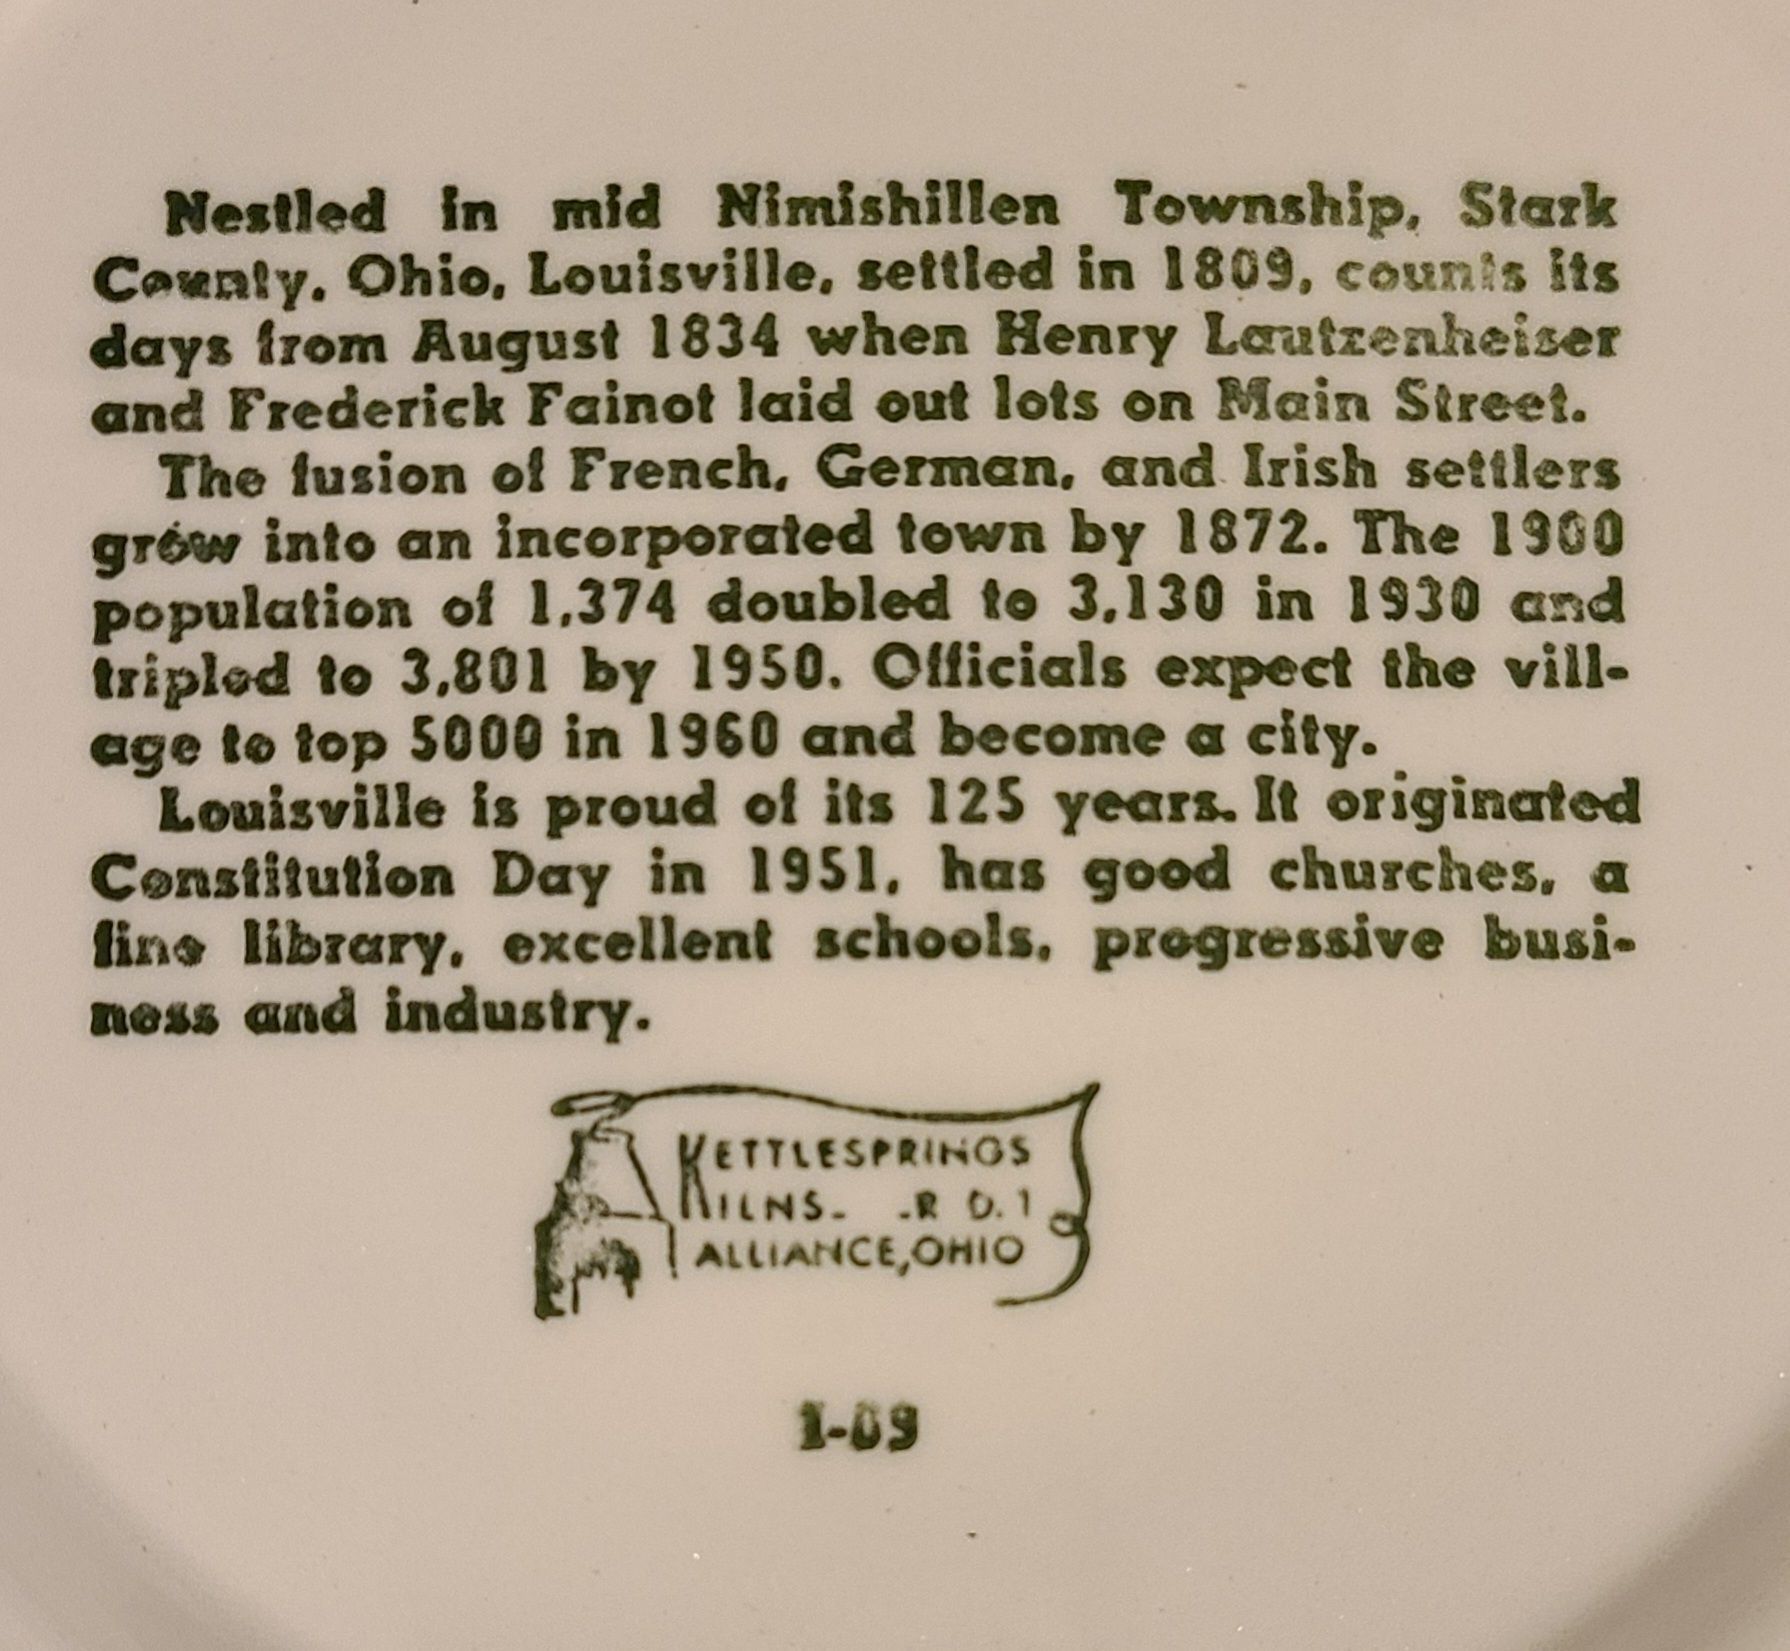 Nestled in mid Nimishillen Township, Stark
County, Ohio, Louisville, settled in 1809, counts its
days from August 1834 when Henry Lautzenheiser
and Frederick Fainot laid out lots on Main Street.
The fusion of French, German, and Irish settlers
grow into an incorporated town by 1872. The 1900
population of 1,374 doubled to 3,130 in 1930 and
tripled to 3,801 by 1950. Officials expect the vill-
age to top 5000 in 1960 and become a city.
Louisville is proud of its 125 years. It originated
Constitution Day in 1951, has good churches, a
fine library, excellent schools, progressive busi-
ness and industry.
KETTLESPRINGS
KILNS- -R D.1
ALLIANCE,OHIO
1-09